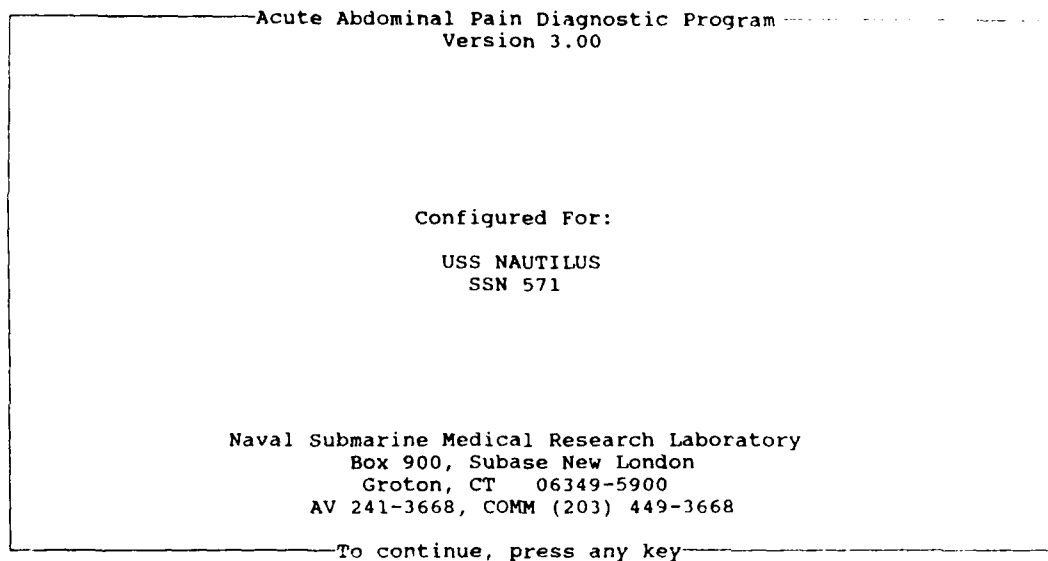 Acute Abdominal Pain Diagnostic Program
Version 3.00
Configured For:
USS NAUTILUS
SSN 571
Naval Submarine Medical Research Laboratory
Box 900, Subase New London
Groton, CT 06349-5900
AV 241-3668, COMM (203) 449-3668
To continue, press any key